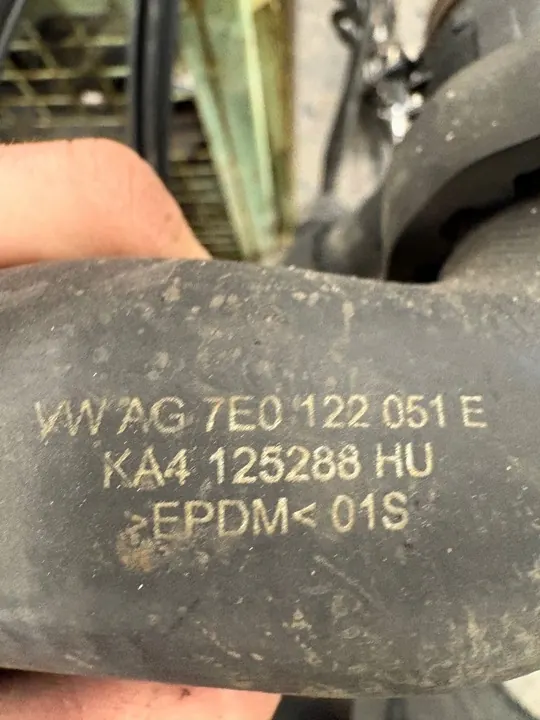 VW AG 7E0 122 051 E
KA4 125288 HU
>EPDM< 01S